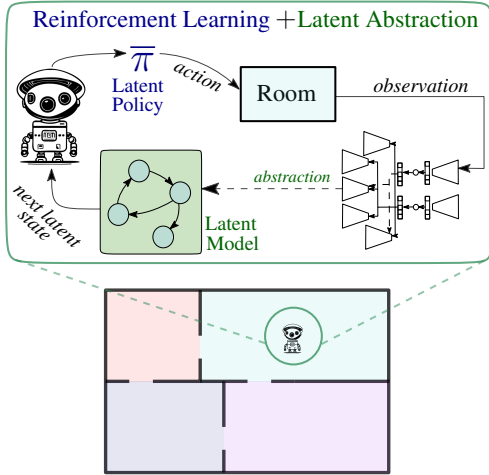 Reinforcement Learning +Latent Abstraction
π̅
Latent
Policy
action
Room
observation
abstraction
Latent
Model
next latent
state